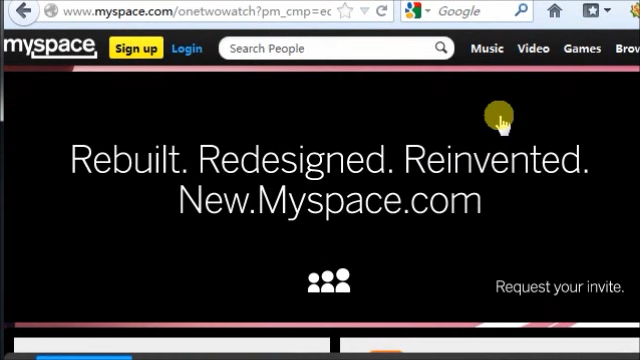 www.myspace.com/onetwowatch?pm_cmp=ec
Google
myspace
Sign up
Login
Search People
Music
Video
Games
Brow
Rebuilt. Redesigned. Reinvented.
New.Myspace.com
Request your invite.